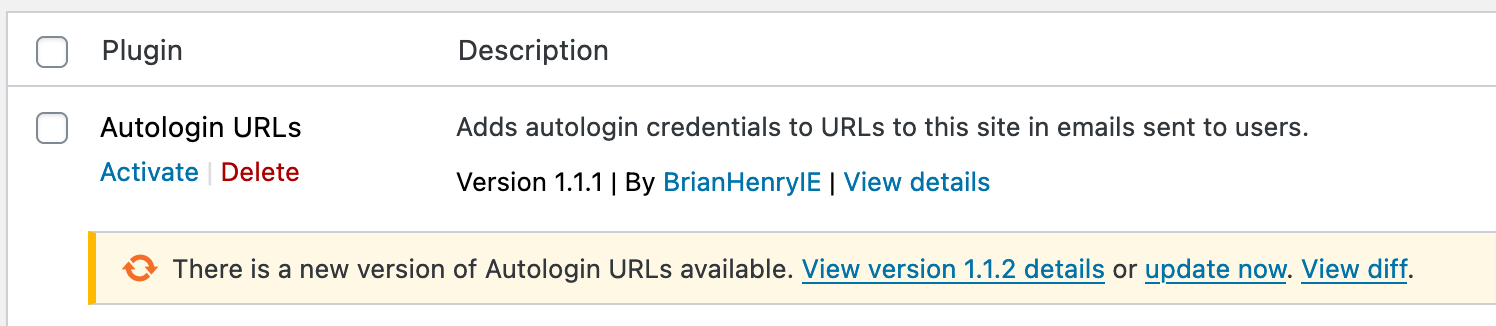 Plugin Description
Autologin URLs Adds autologin credentials to URLs to this site in emails sent to users.
Activate | Delete Version 1.1.1 | By BrianHenryIE | View details
There is a new version of Autologin URLs available. View version 1.1.2 details or update now. View diff.